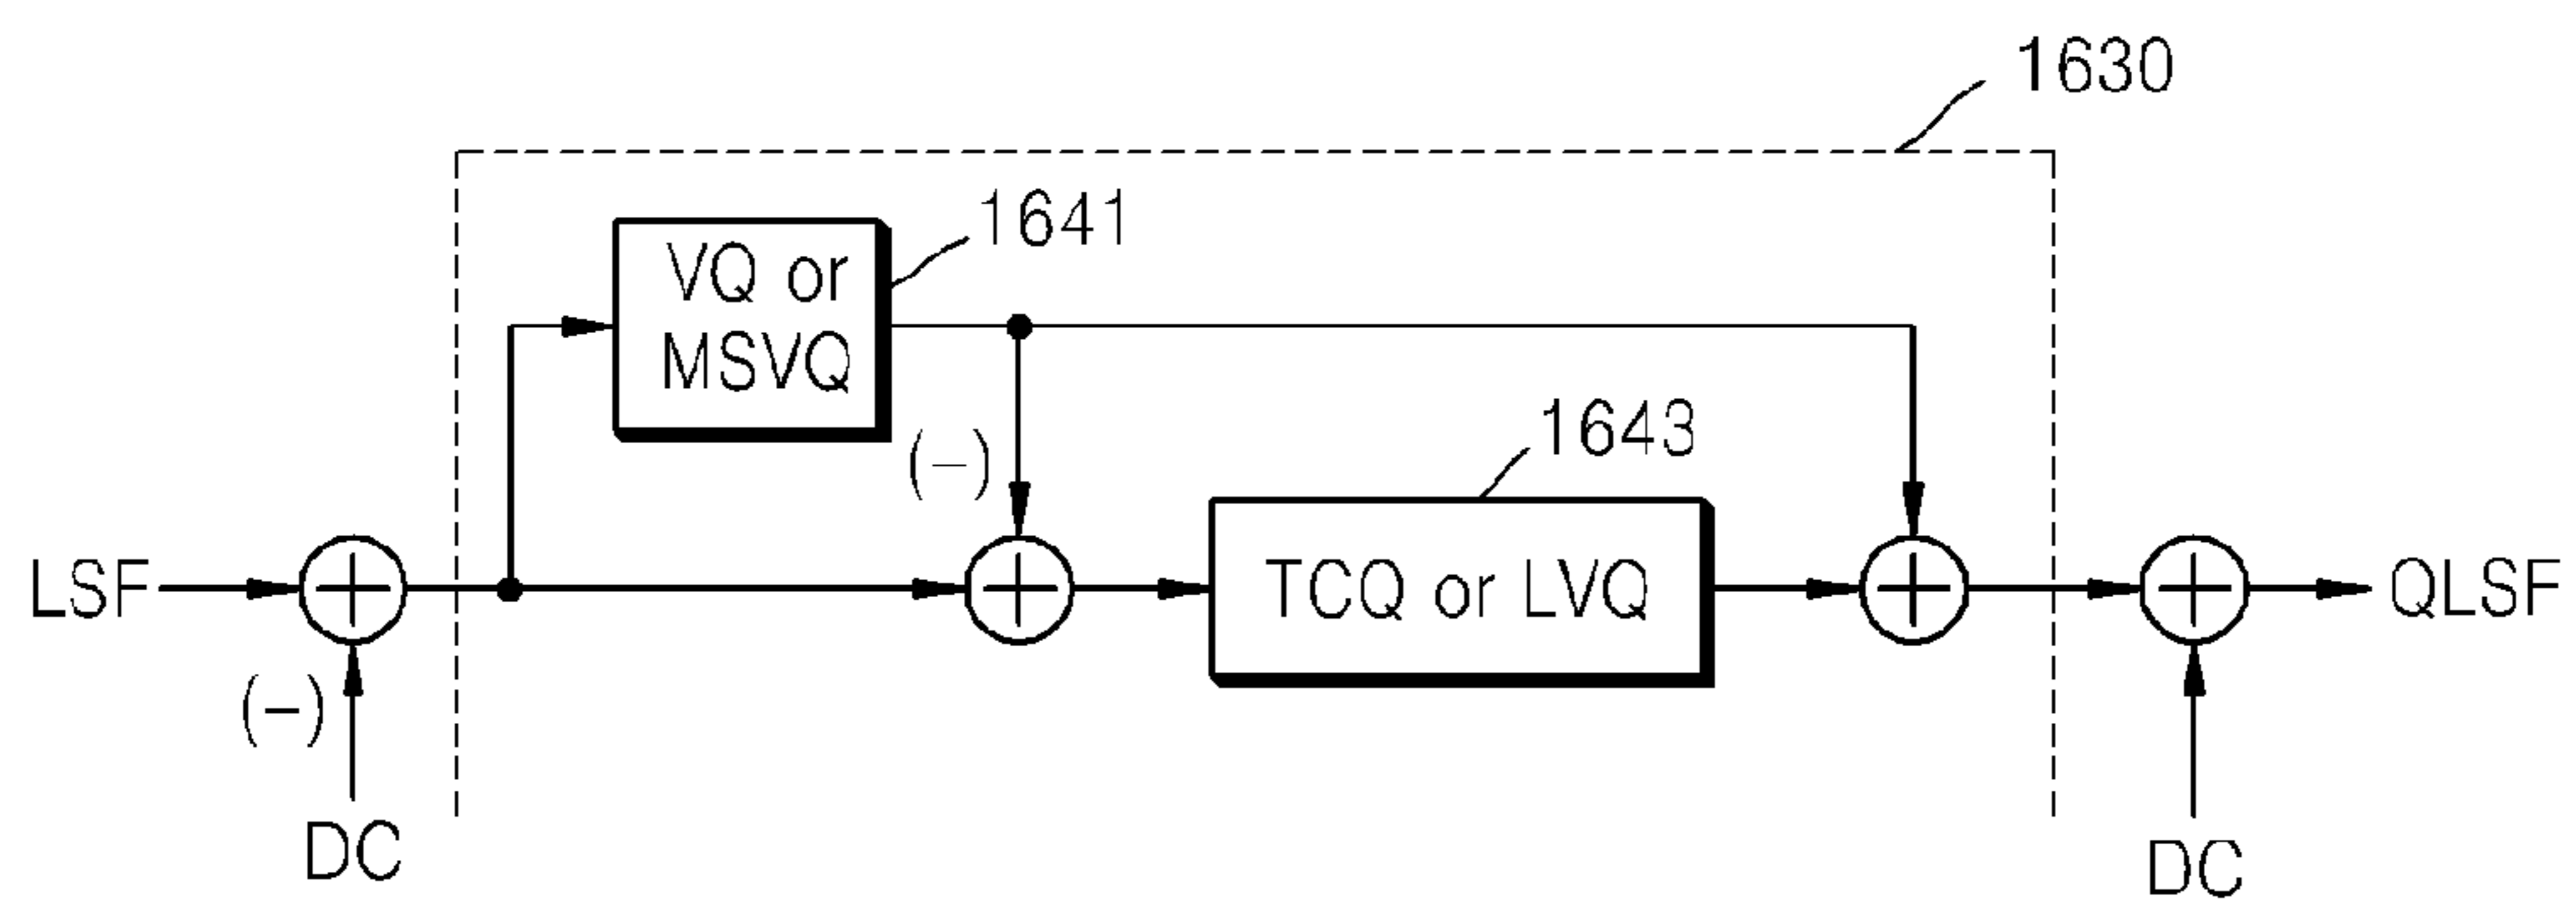 1630
1641
VQ or
MSVQ
1643
(−)
LSF
TCQ or LVQ
QLSF
(−)
DC
DC